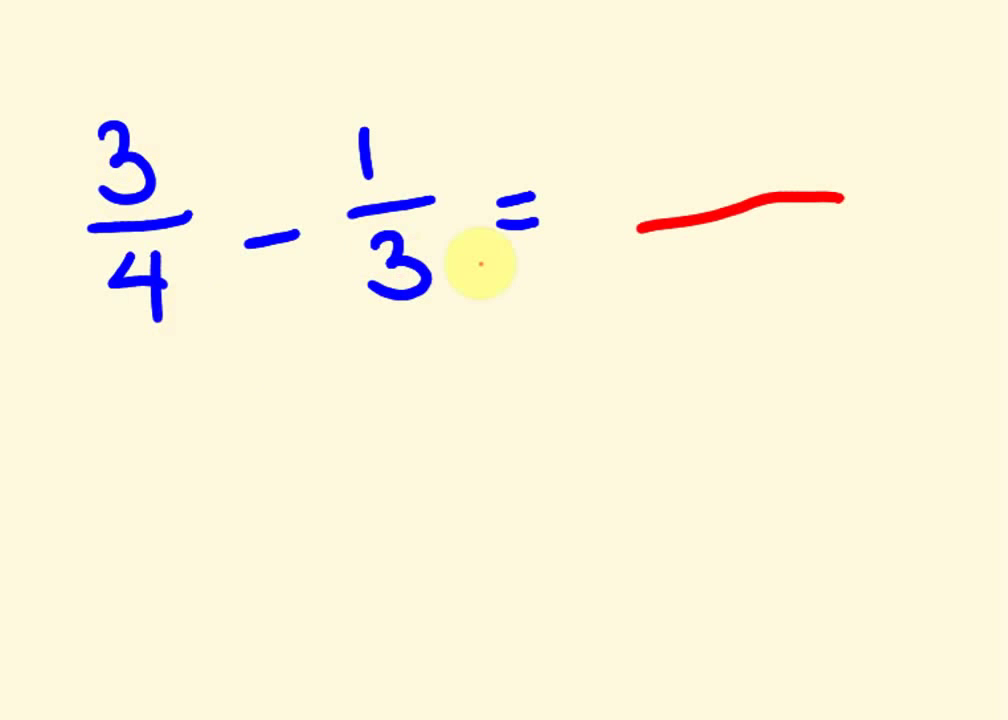 3/4 - 1/3 =